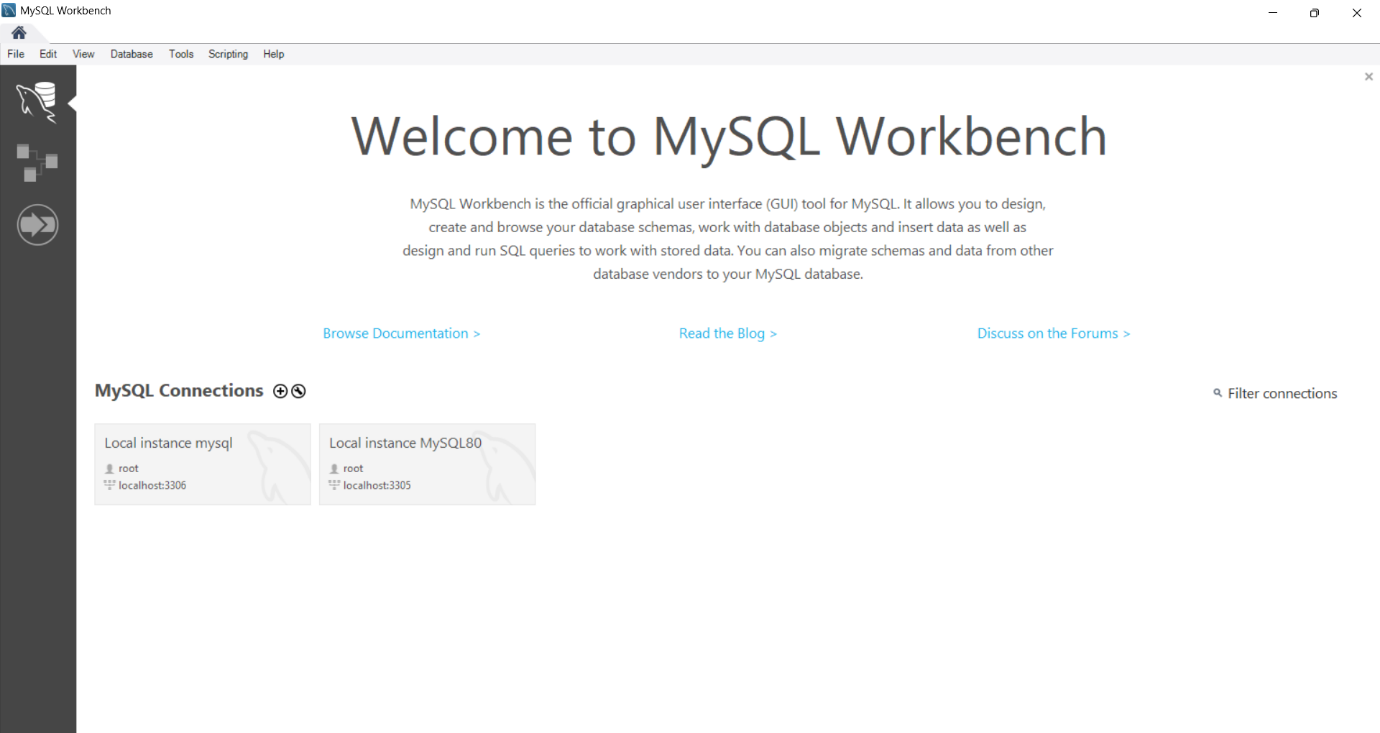 MySQL Workbench
File Edit View Database Tools Scripting Help
Welcome to MySQL Workbench
MySQL Workbench is the official graphical user interface (GUI) tool for MySQL. It allows you to design,
create and browse your database schemas, work with database objects and insert data as well as
design and run SQL queries to work with stored data. You can also migrate schemas and data from other
database vendors to your MySQL database.
Browse Documentation > Read the Blog > Discuss on the Forums >
MySQL Connections Filter connections
Local instance mysql
root
localhost:3306
Local instance MySQL80
root
localhost:3305